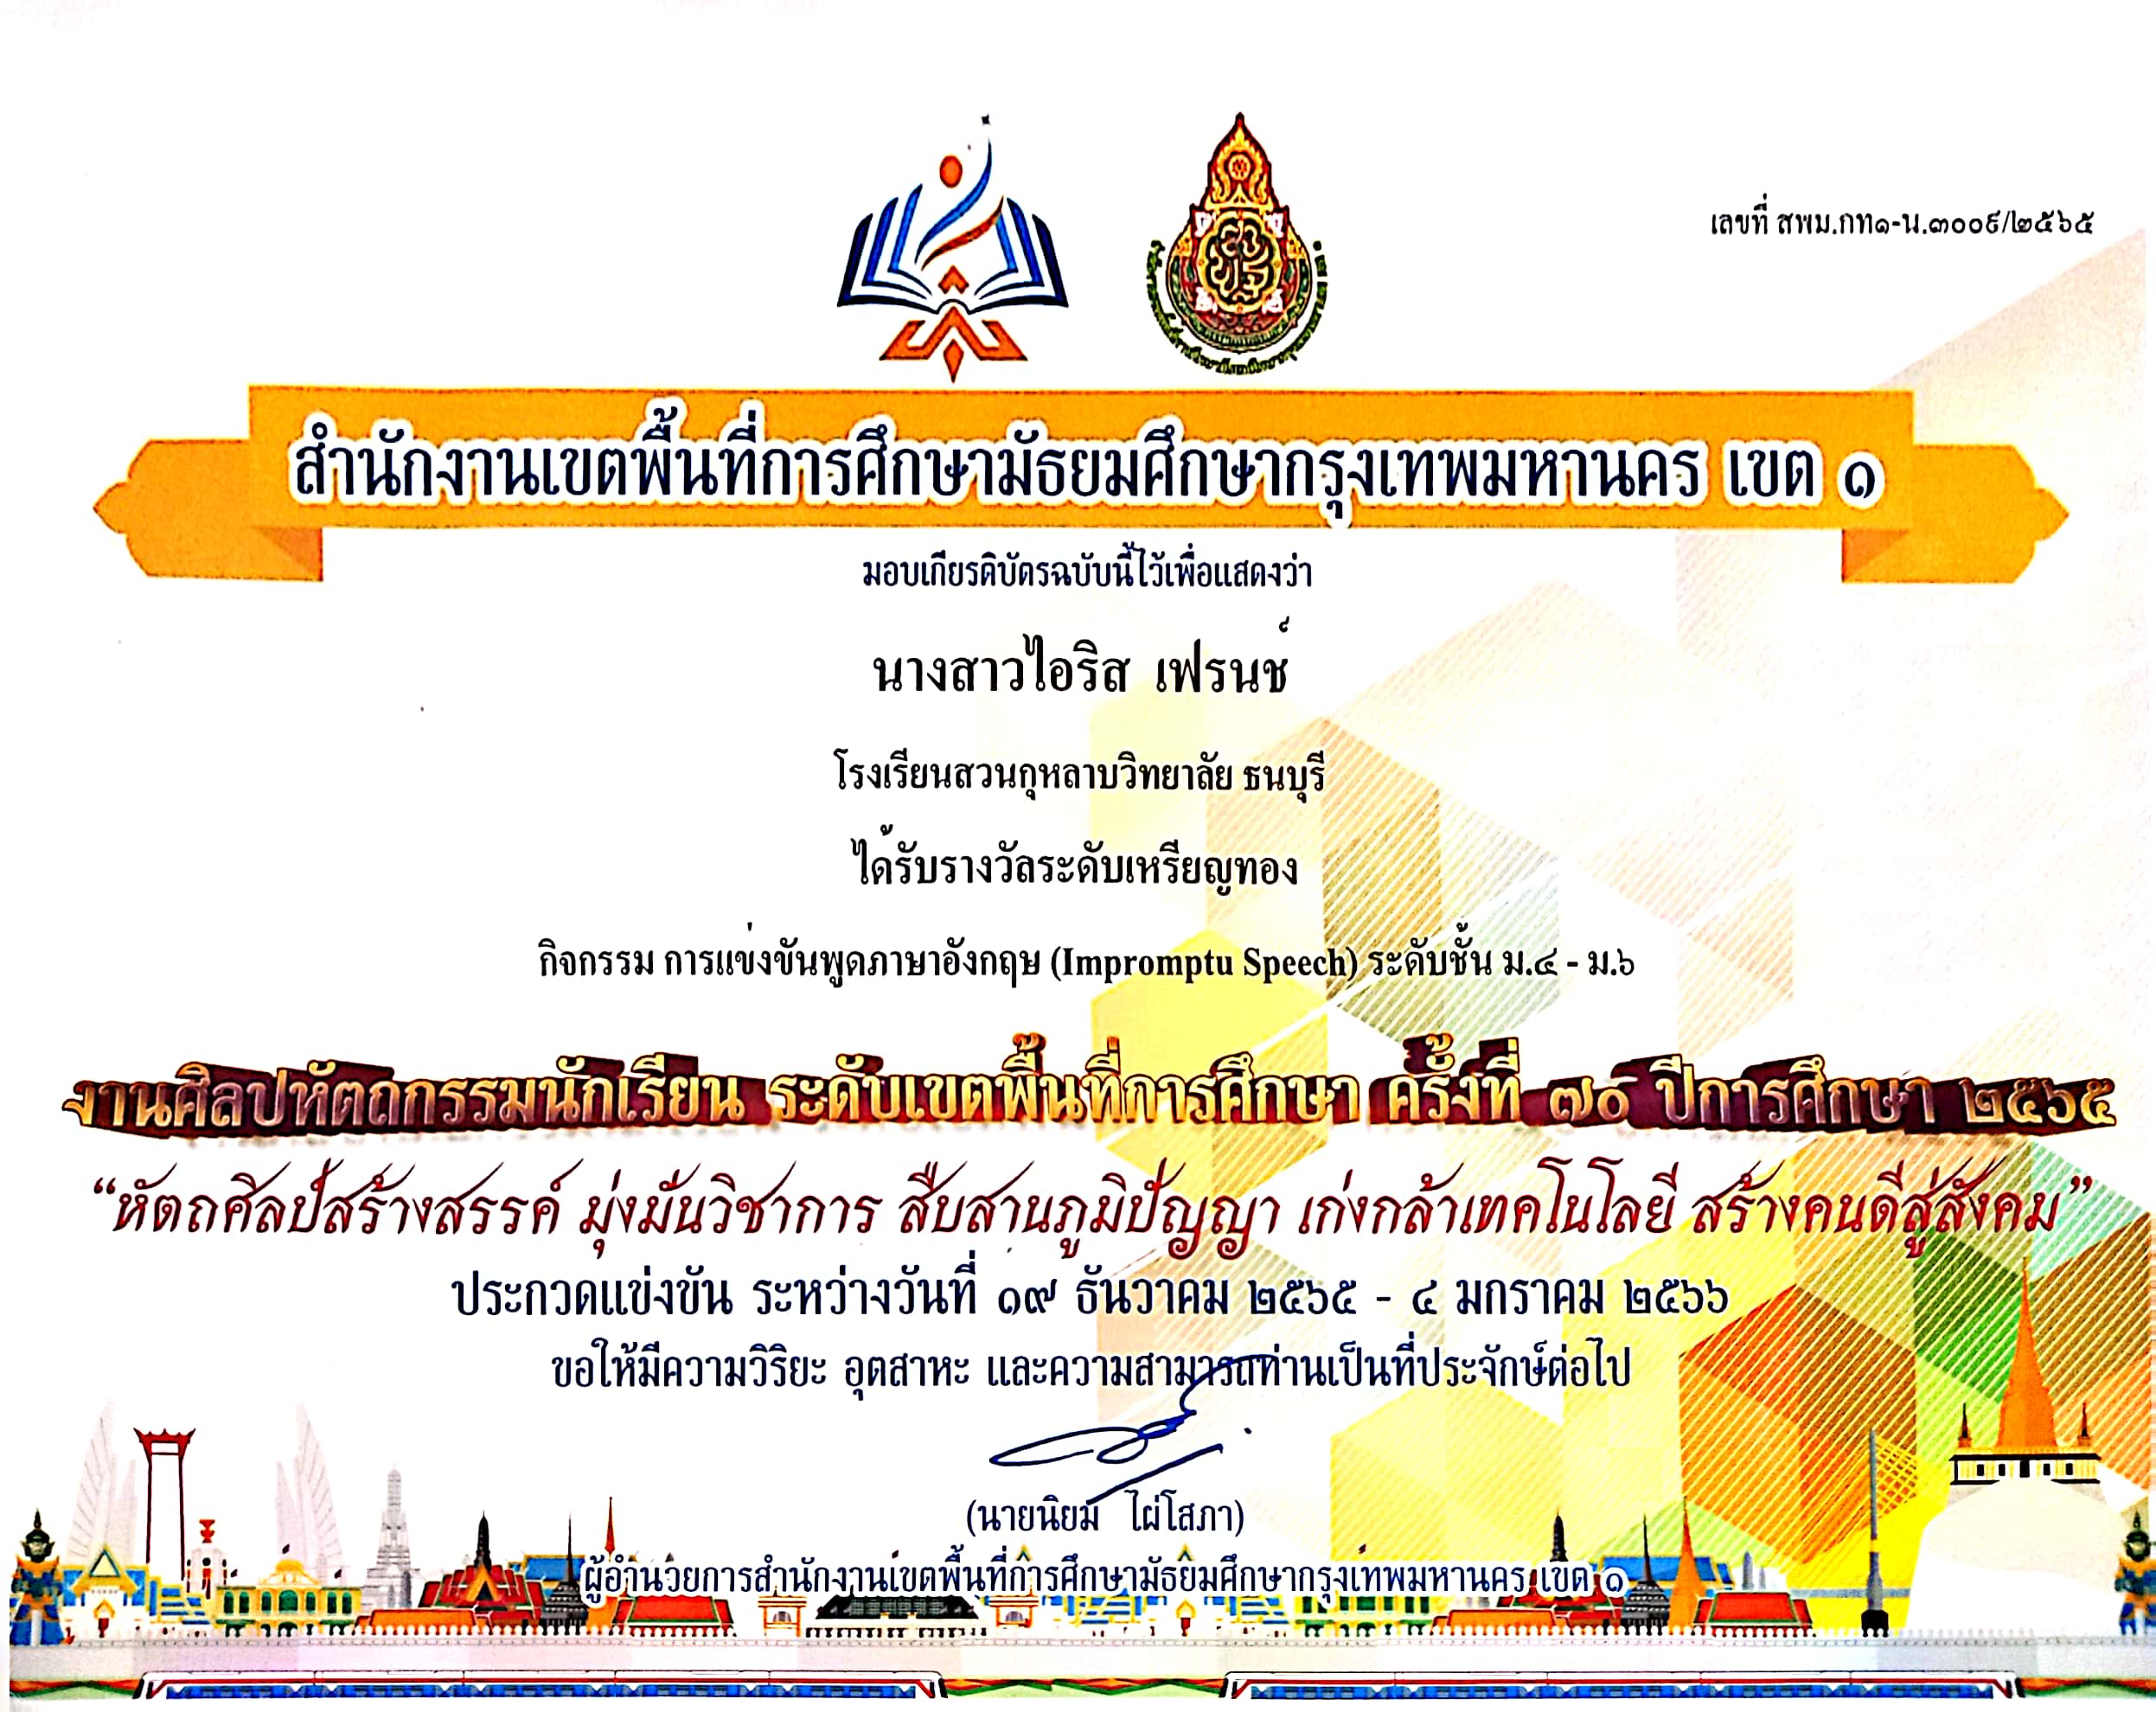 เลขที่ สพม.กท๑-น.๓๐๐๙/๒๕๖๕
สำนักงานเขตพื้นที่การศึกษามัธยมศึกษากรุงเทพมหานคร เขต ๑
มอบเกียรติบัตรฉบับนี้ไว้เพื่อแสดงว่า
นางสาวไอริส เฟรนช์
โรงเรียนสวนกุหลาบวิทยาลัย ธนบุรี
ได้รับรางวัลระดับเหรียญทอง
กิจกรรม การแข่งขันพูดภาษาอังกฤษ (Impromptu Speech) ระดับชั้น ม.๔ - ม.๖
งานศิลปหัตถกรรมนักเรียน ระดับเขตพื้นที่การศึกษา ครั้งที่ ๗๐ ปีการศึกษา ๒๕๖๕
“หัตถศิลป์สร้างสรรค์ มุ่งมั่นวิชาการ สืบสานภูมิปัญญา เก่งกล้าเทคโนโลยี สร้างคนดีสู่สังคม”
ประกวดแข่งขัน ระหว่างวันที่ ๑๙ ธันวาคม ๒๕๖๕ - ๔ มกราคม ๒๕๖๖
ขอให้มีความวิริยะ อุตสาหะ และความสามารถท่านเป็นที่ประจักษ์ต่อไป
(นายนิยม ไผ่โสภา)
ผู้อำนวยการสำนักงานเขตพื้นที่การศึกษามัธยมศึกษากรุงเทพมหานคร เขต ๑